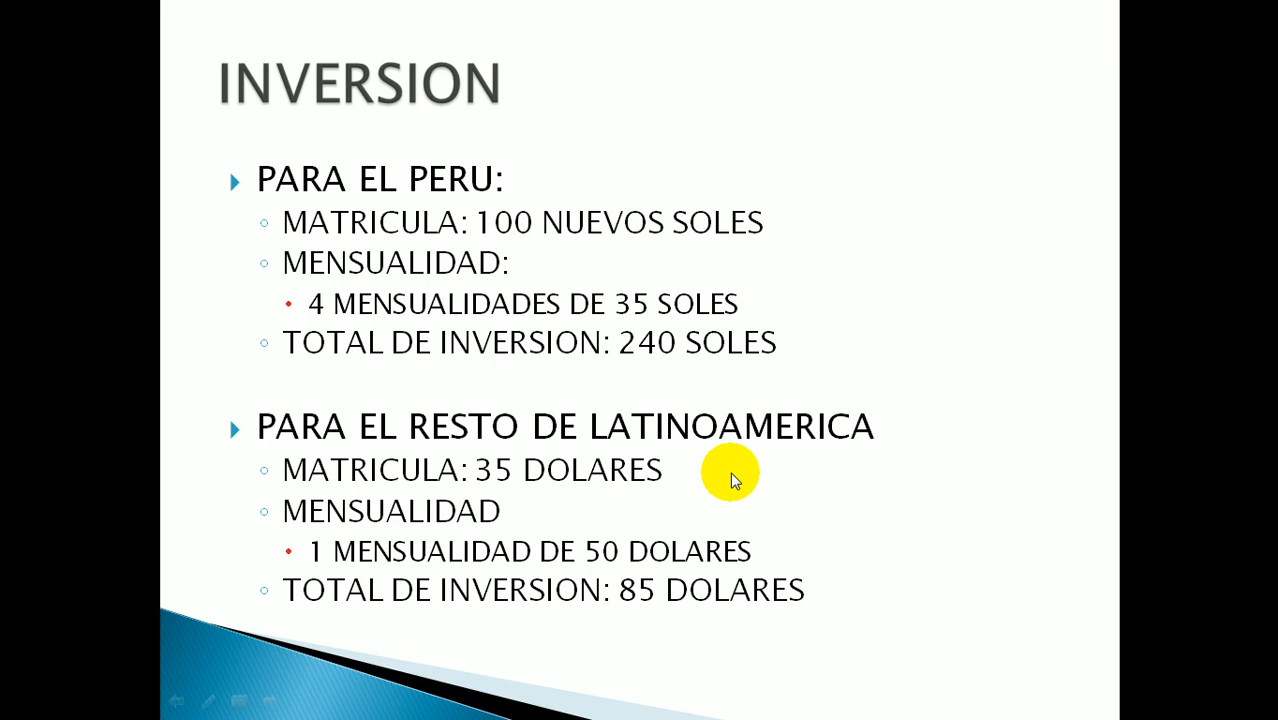 INVERSION
PARA EL PERU:
MATRICULA: 100 NUEVOS SOLES
MENSUALIDAD:
4 MENSUALIDADES DE 35 SOLES
TOTAL DE INVERSION: 240 SOLES
PARA EL RESTO DE LATINOAMERICA
MATRICULA: 35 DOLARES
MENSUALIDAD
1 MENSUALIDAD DE 50 DOLARES
TOTAL DE INVERSION: 85 DOLARES